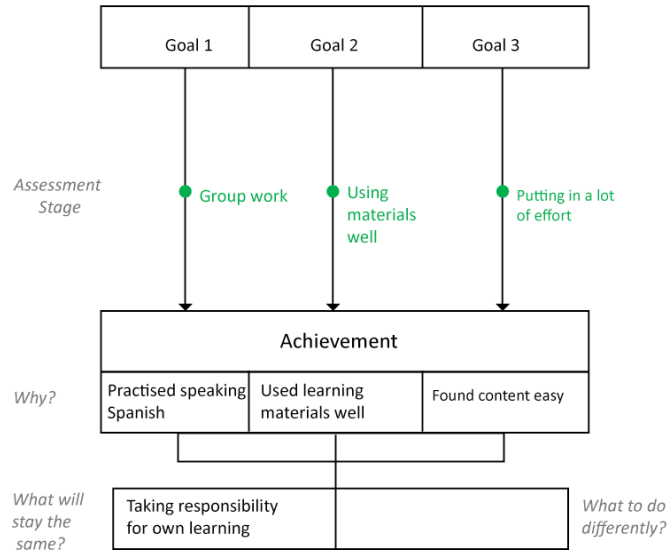 Goal 1
Goal 2
Goal 3
Assessment
Stage
Group work
Using
materials
well
Putting in a lot
of effort
Achievement
Why?
Practised speaking
Spanish
Used learning
materials well
Found content easy
What will
stay the
same?
Taking responsibility
for own learning
What to do
differently?